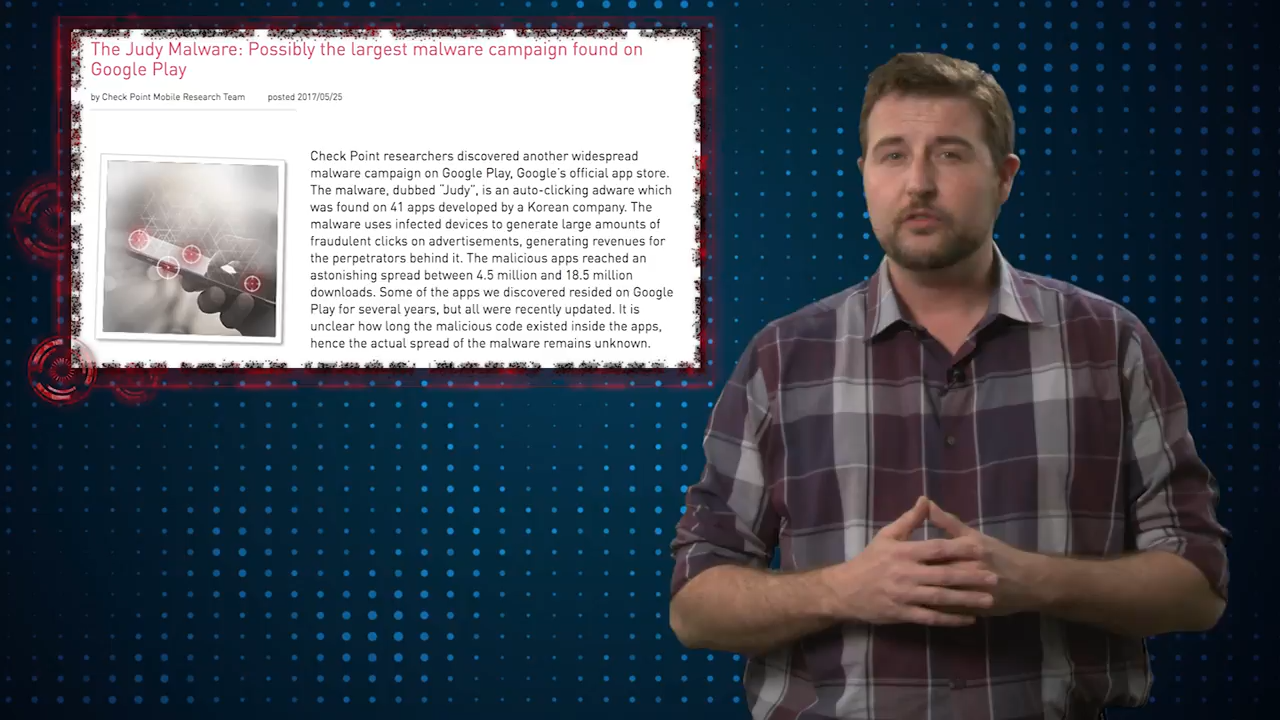 The Judy Malware: Possibly the largest malware campaign found on
Google Play
by Check Point Mobile Research Team posted 2017/05/25
Check Point researchers discovered another widespread
malware campaign on Google Play, Google's official app store.
The malware, dubbed "Judy", is an auto-clicking adware which
was found on 41 apps developed by a Korean company. The
malware uses infected devices to generate large amounts of
fraudulent clicks on advertisements, generating revenues for
the perpetrators behind it. The malicious apps reached an
astonishing spread between 4.5 million and 18.5 million
downloads. Some of the apps we discovered resided on Google
Play for several years, but all were recently updated. It is
unclear how long the malicious code existed inside the apps,
hence the actual spread of the malware remains unknown.